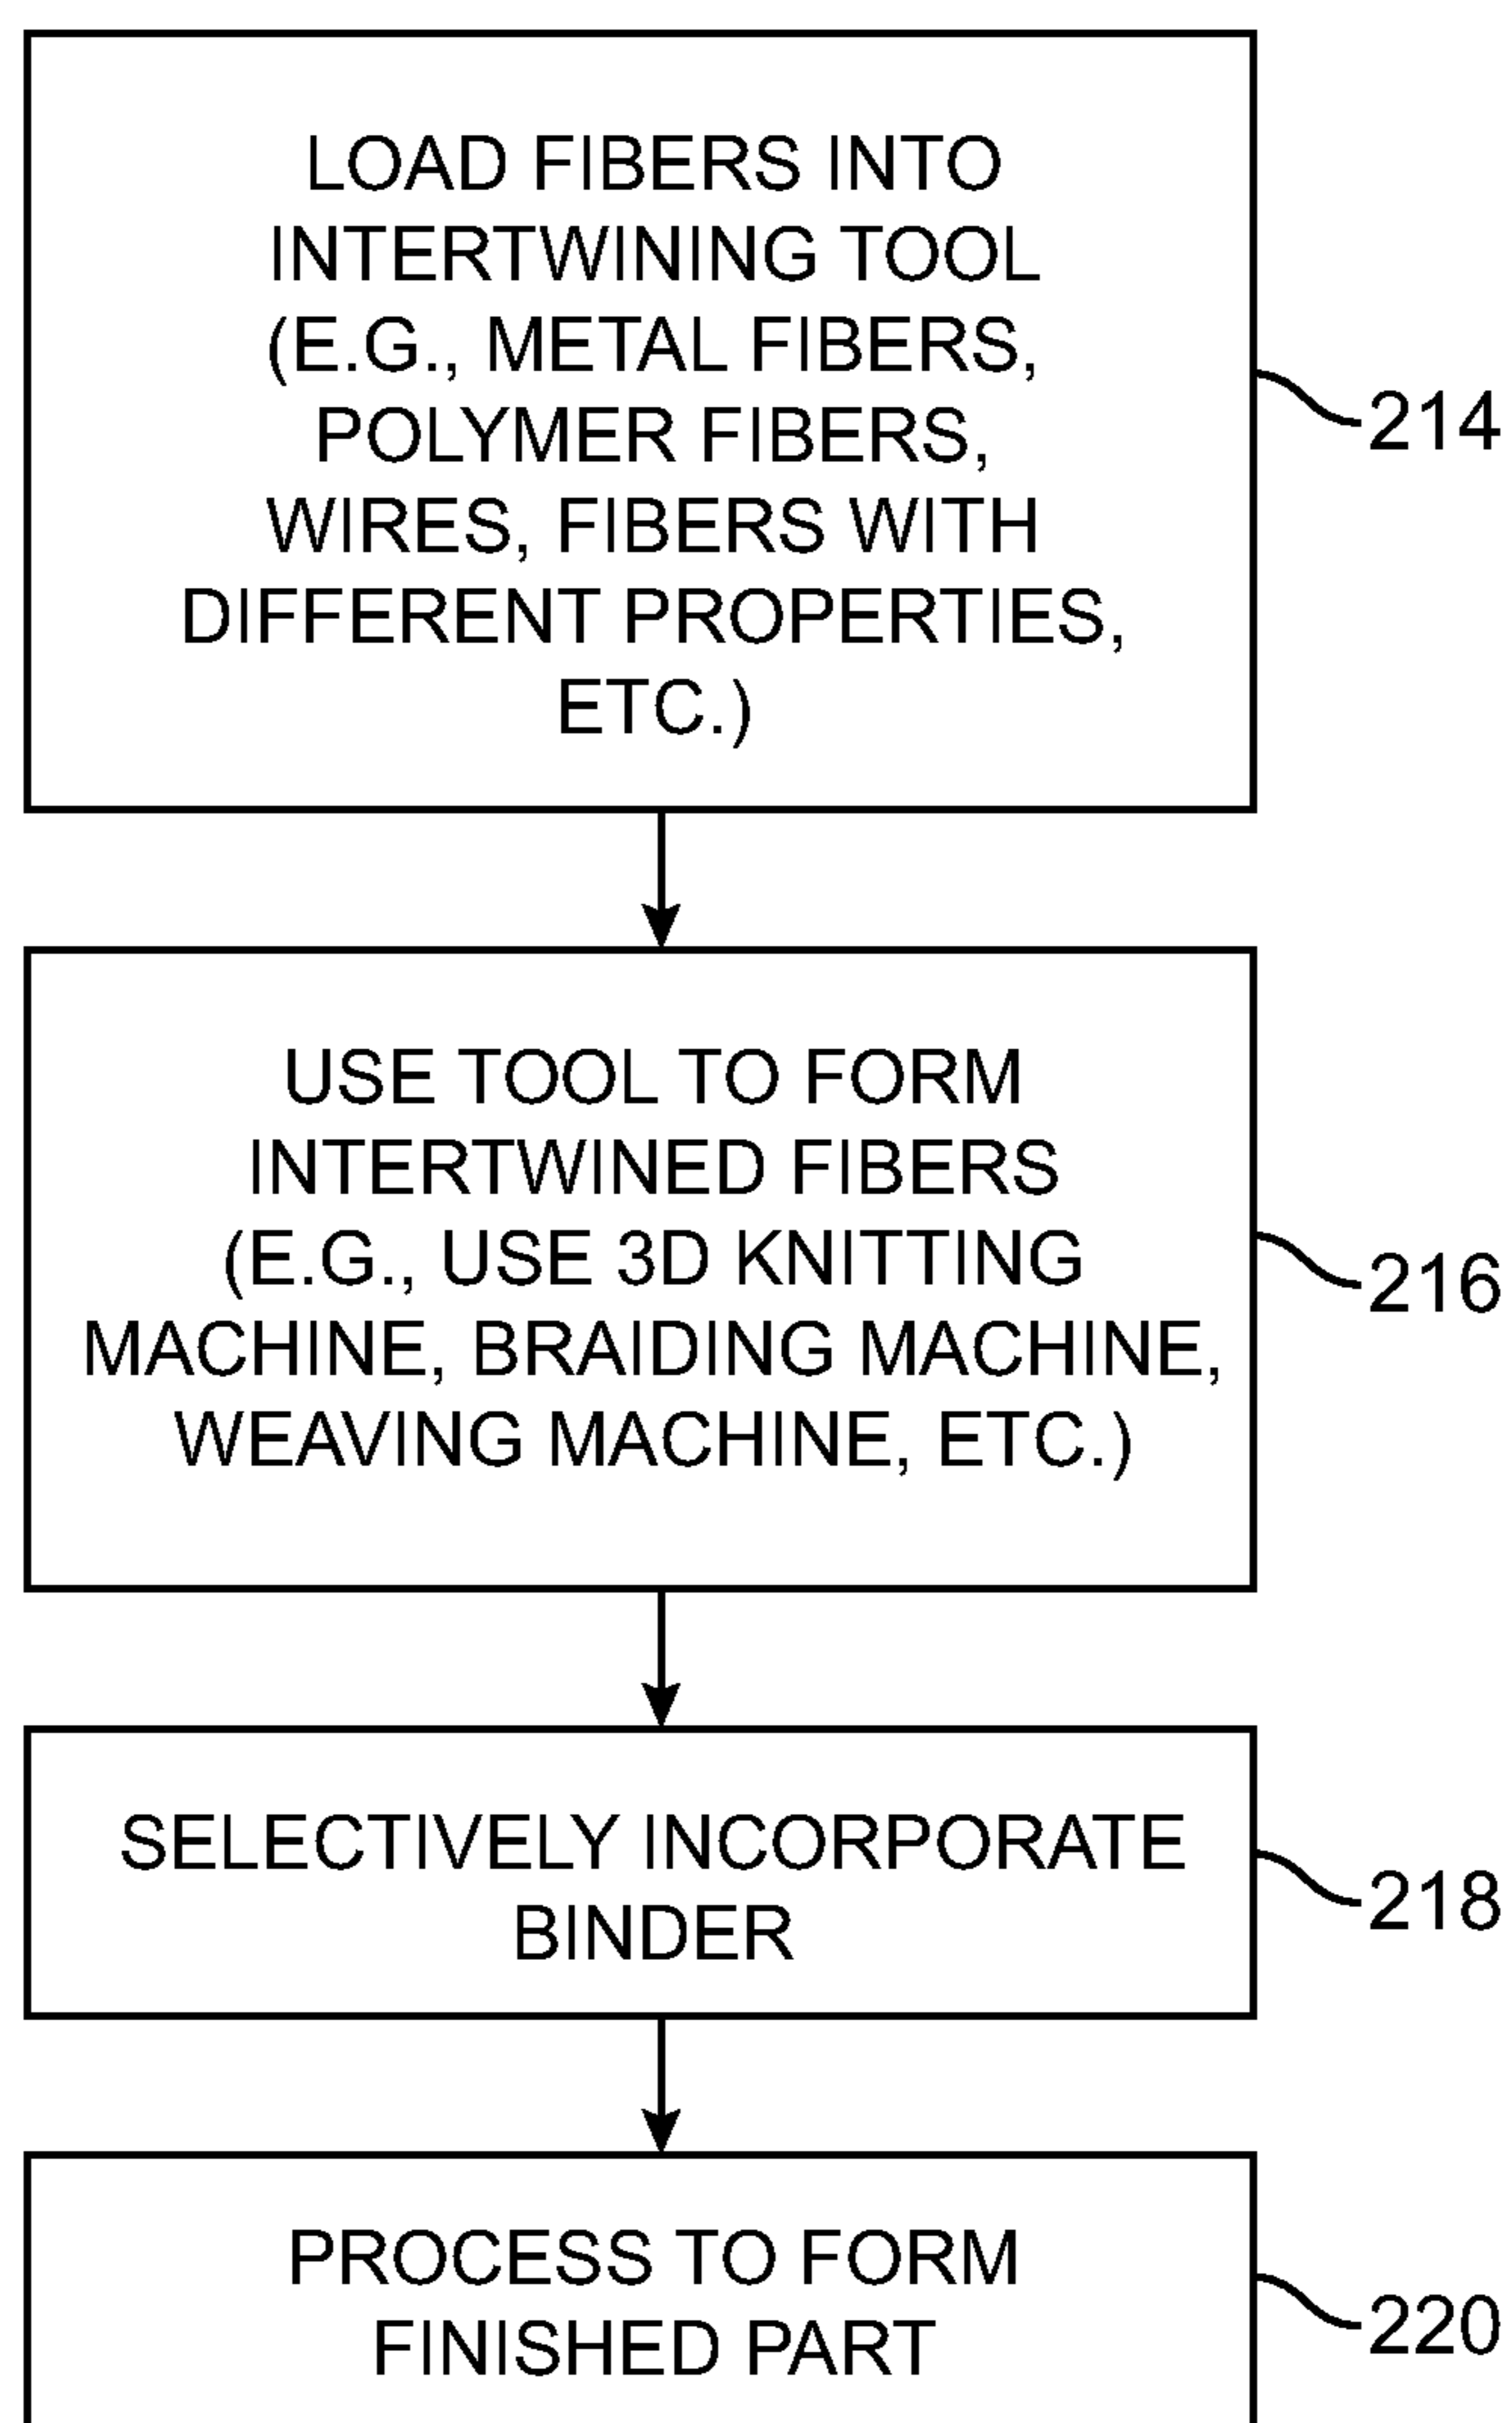 LOAD FIBERS INTO
INTERTWINING TOOL
(E.G., METAL FIBERS,
POLYMER FIBERS,
WIRES, FIBERS WITH
DIFFERENT PROPERTIES,
ETC.)
214
USE TOOL TO FORM
INTERTWINED FIBERS
(E.G., USE 3D KNITTING
MACHINE, BRAIDING MACHINE,
WEAVING MACHINE, ETC.)
216
SELECTIVELY INCORPORATE
BINDER
218
PROCESS TO FORM
FINISHED PART
220